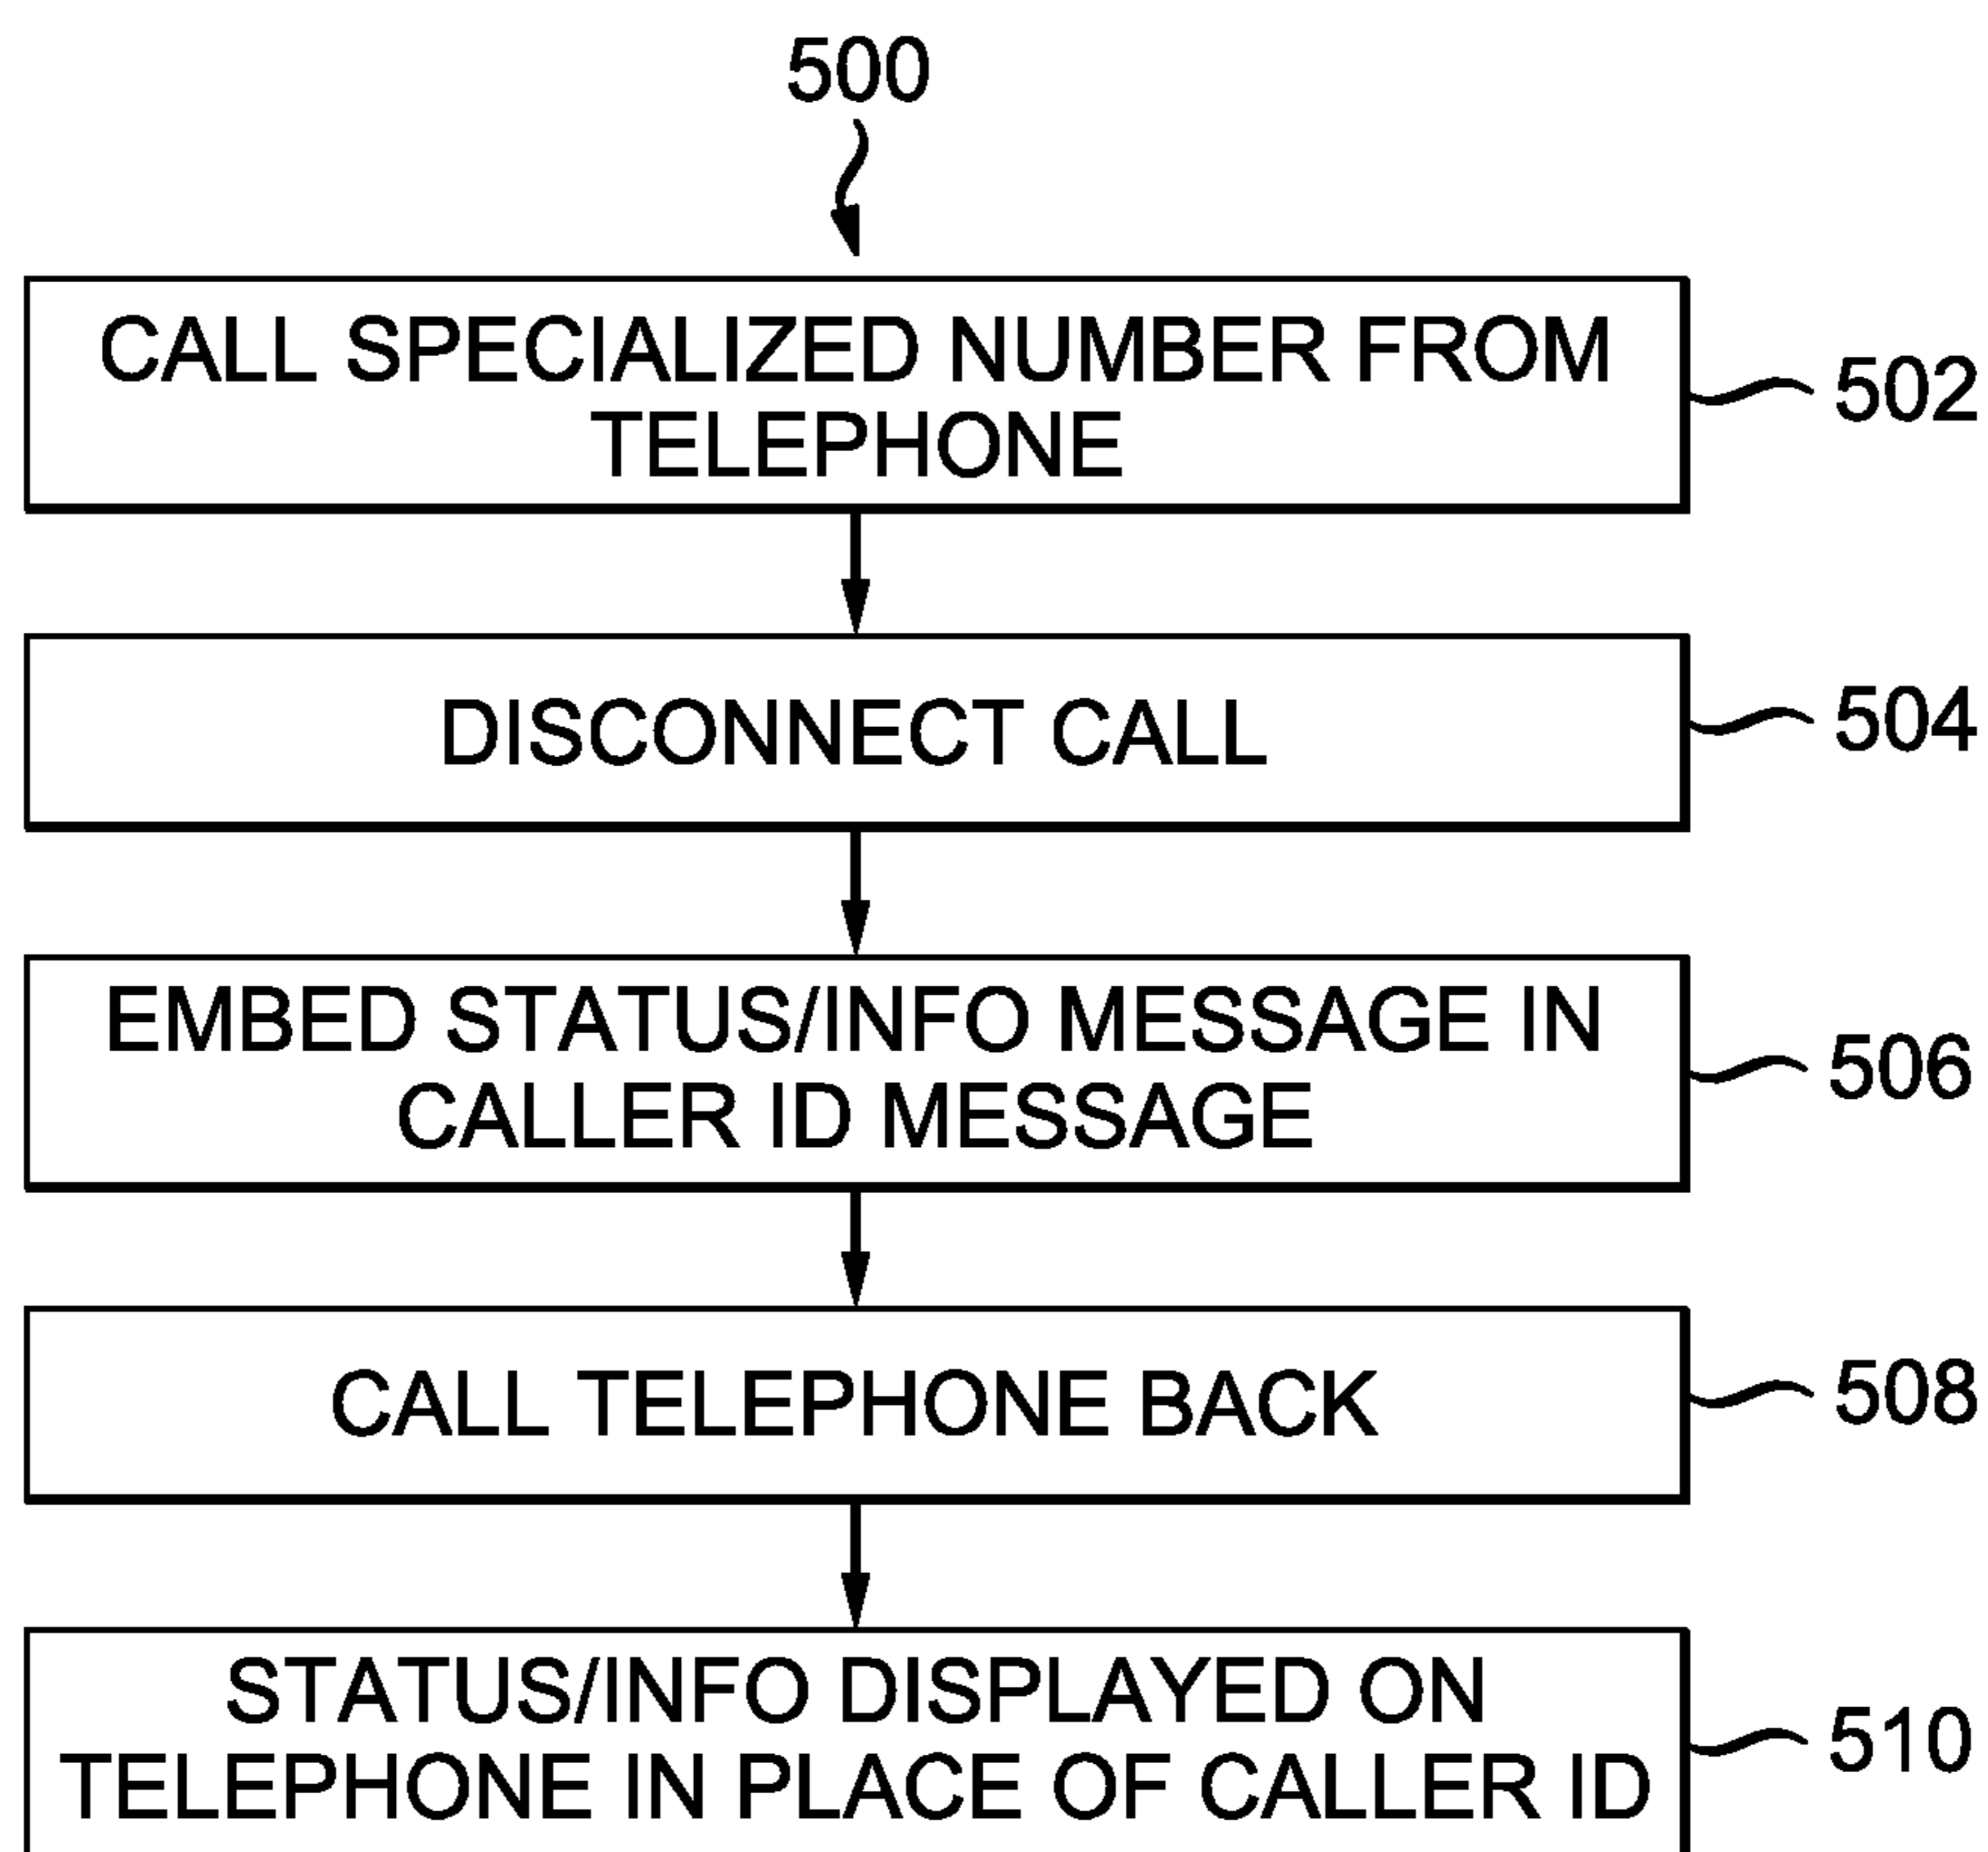 500
CALL SPECIALIZED NUMBER FROM
TELEPHONE
502
DISCONNECT CALL
504
EMBED STATUS/INFO MESSAGE IN
CALLER ID MESSAGE
506
CALL TELEPHONE BACK
508
STATUS/INFO DISPLAYED ON
TELEPHONE IN PLACE OF CALLER ID
510